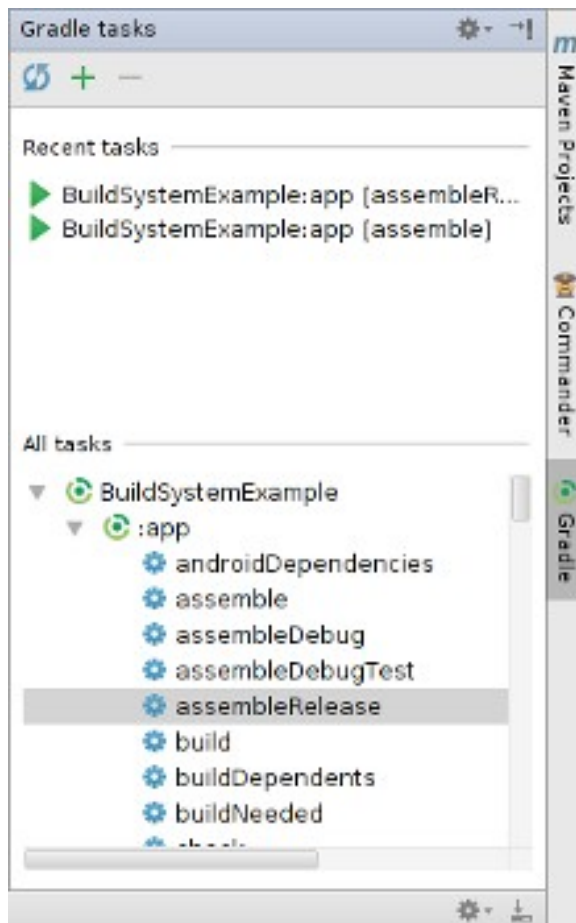 Gradle tasks
Recent tasks
BuildSystemExample:app [assembleR...
BuildSystemExample:app [assemble]
All tasks
BuildSystemExample
:app
androidDependencies
assemble
assembleDebug
assembleDebugTest
assembleRelease
build
buildDependents
buildNeeded
m Maven Projects
Commander
Gradle